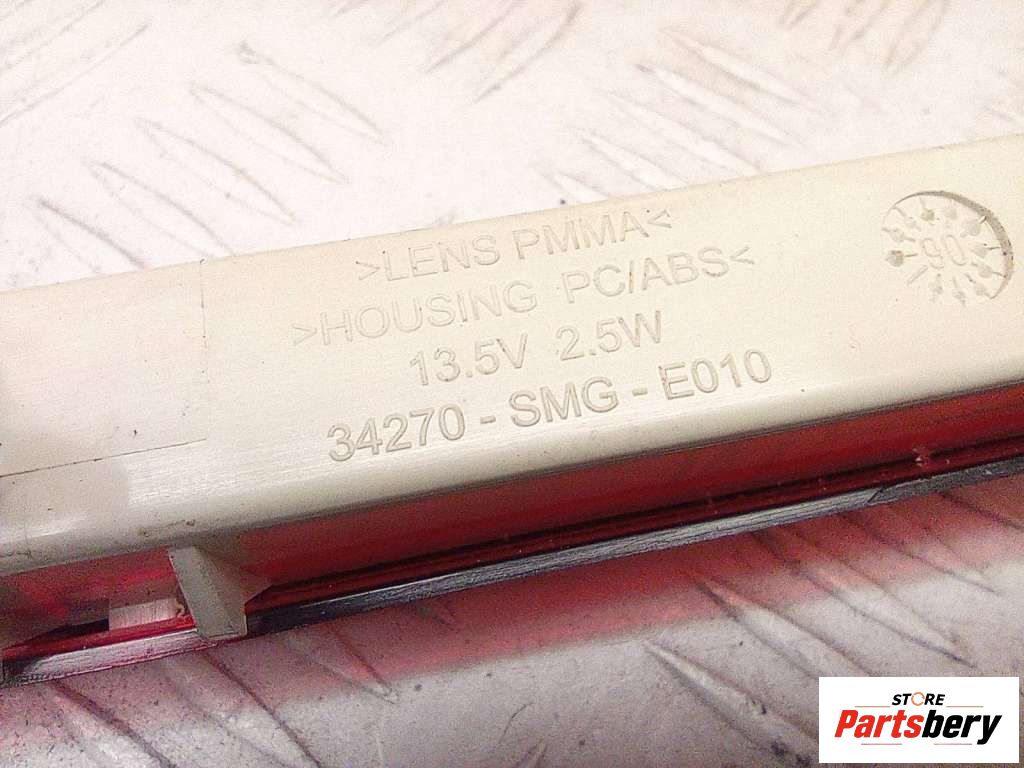 >LENS PMMA<
>HOUSING PC/ABS<
13.5V 2.5W
34270 - SMG - E010
06
STORE
Partsbery